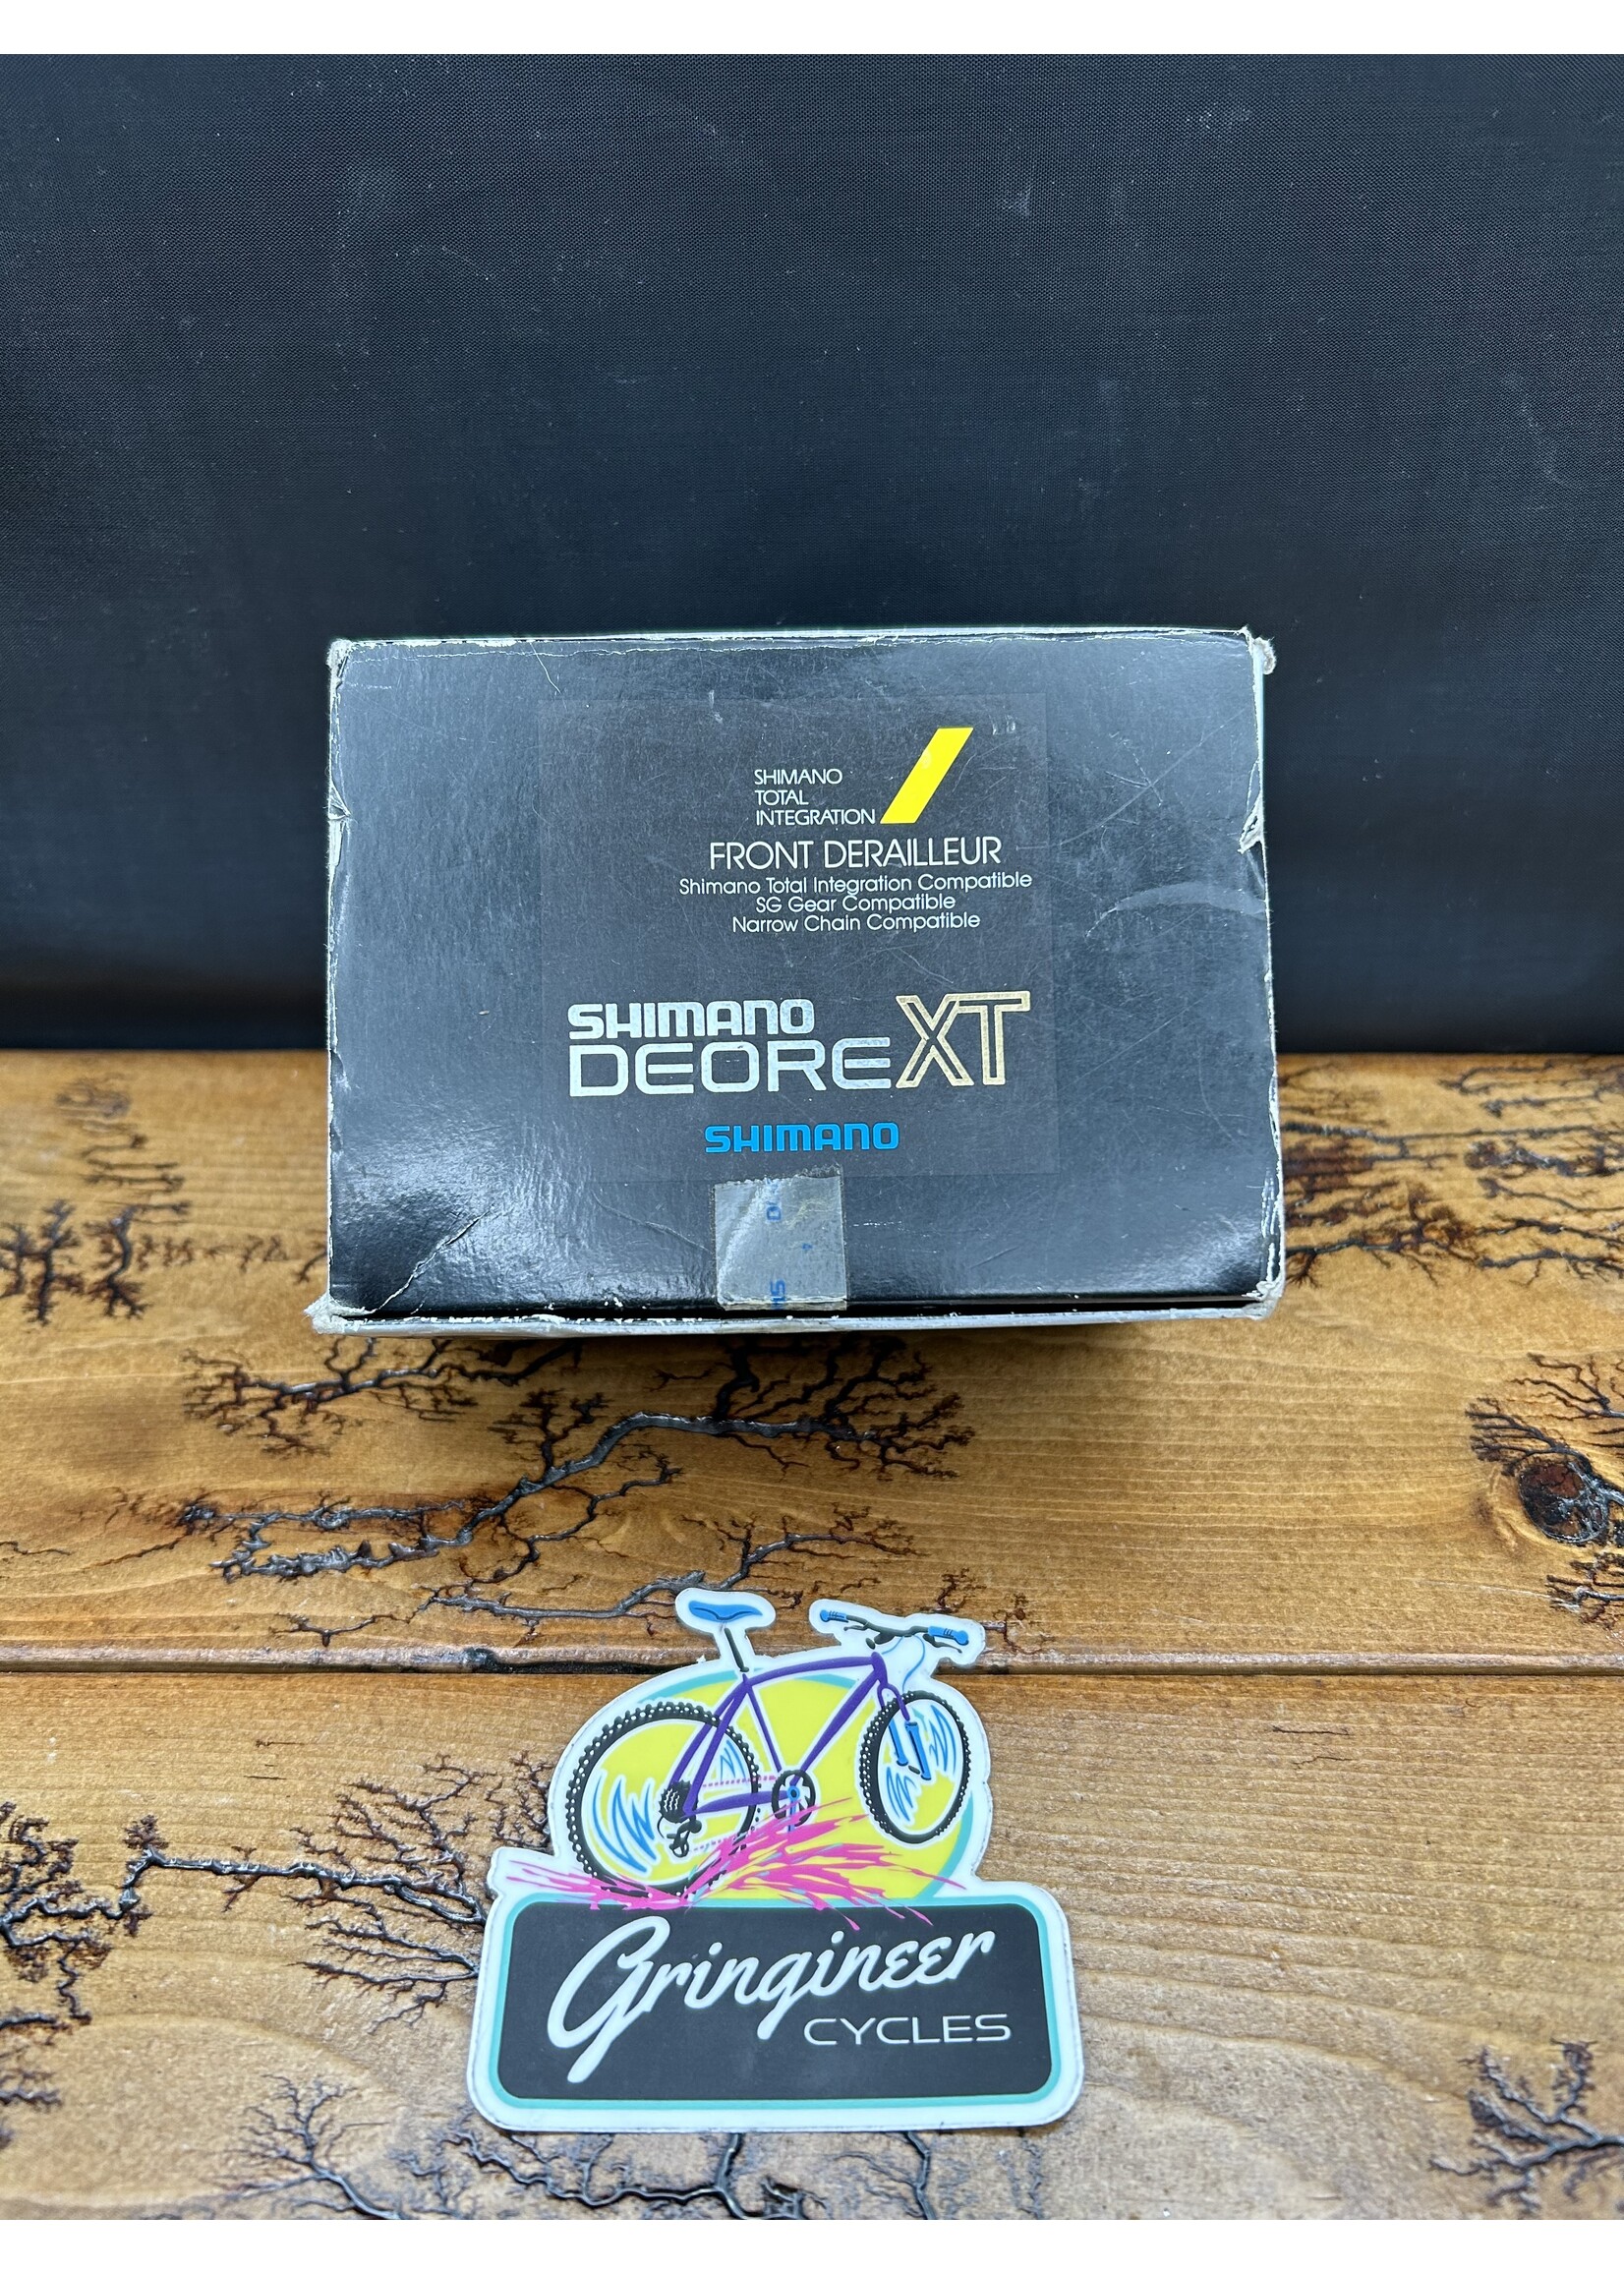 SHIMANO
TOTAL
INTEGRATION
FRONT DERAILLEUR
Shimano Total Integration Compatible
SG Gear Compatible
Narrow Chain Compatible
SHIMANO
DEORE XT
SHIMANO
Gringineer
CYCLES